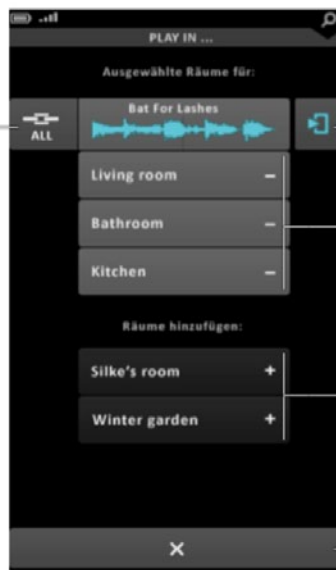 PLAY IN ...
Ausgewählte Räume für:
ALL
Bat For Lashes
Living room
Bathroom
Kitchen
Räume hinzufügen:
Silke's room
Winter garden